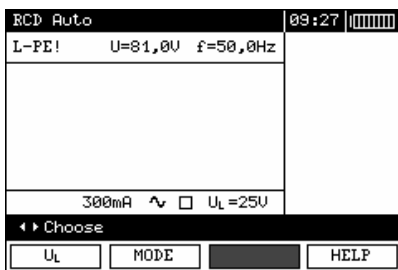 RCD Auto 09:27
L-PE! U=81,0V f=50,0Hz
300mA UL=25V
Choose
UL MODE HELP